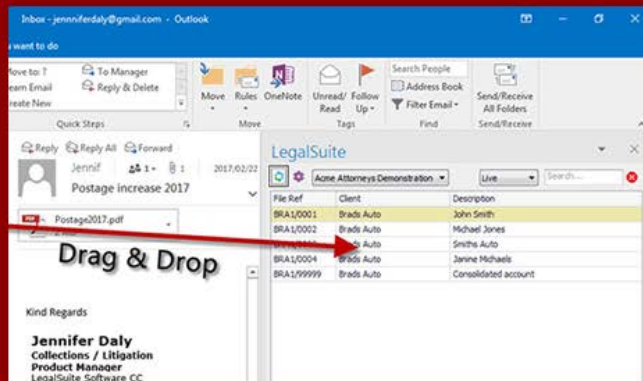 Inbox - jennniferdaly@gmail.com - Outlook
u want to do
Move to: ?
To Manager
Team Email
Reply & Delete
Create New
Quick Steps
Move
Rules
OneNote
Move
Unread/ Read
Follow Up
Tags
Search People
Address Book
Filter Email
Find
Send/Receive All Folders
Send/Receive
Reply Reply All Forward
Jennif
1
1
2017/02/22
Postage increase 2017
Postage2017.pdf
Drag & Drop
Kind Regards
Jennifer Daly
Collections / Litigation
Product Manager
LegalSuite Software CC
LegalSuite
Acme Attorneys Demonstration
Live
Search...
File Ref Client Description
BRA1/0001 Brads Auto John Smith
BRA1/0002 Brads Auto Michael Jones
Brads Auto Smiths Auto
BRA1/0004 Brads Auto Janine Michaels
BRA1/99999 Brads Auto Consolidated account